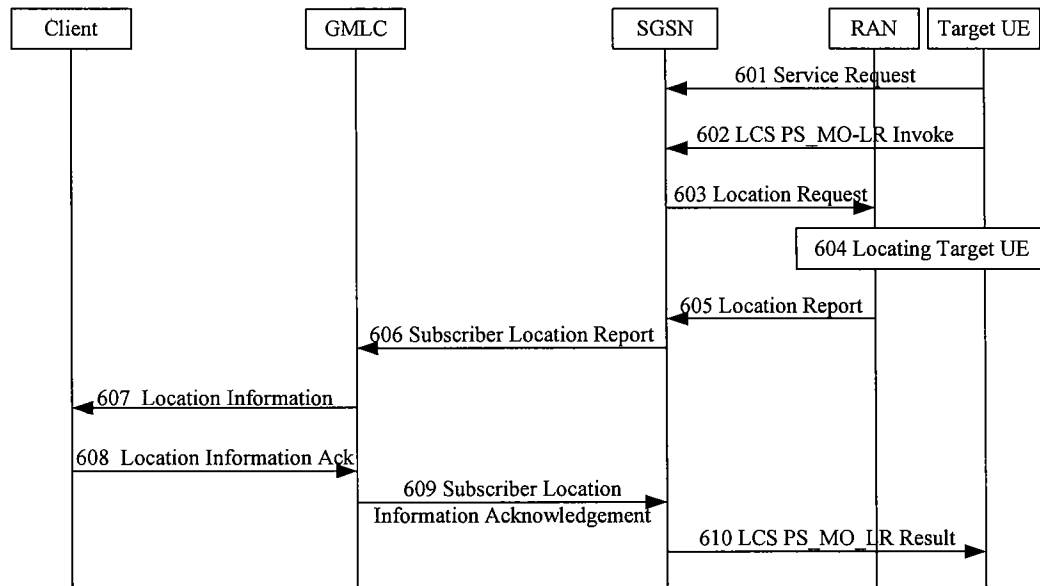 Client
GMLC
SGSN
RAN
Target UE
601 Service Request
602 LCS PS_MO-LR Invoke
603 Location Request
604 Locating Target UE
605 Location Report
606 Subscriber Location Report
607 Location Information
608 Location Information Ack
609 Subscriber Location
Information Acknowledgement
610 LCS PS_MO_LR Result